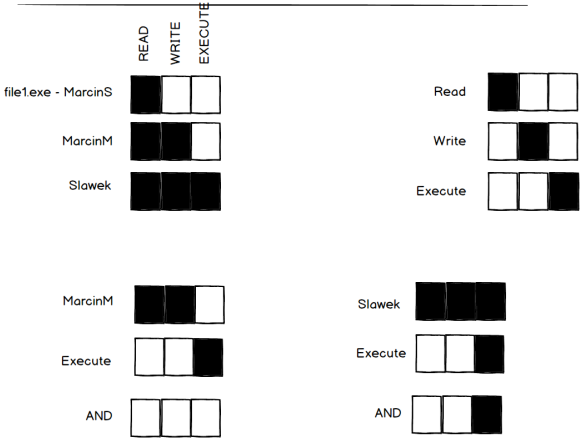 READ
WRITE
EXECUTE
file1.exe - MarcinS
MarcinM
Slawek
Read
Write
Execute
MarcinM
Execute
AND
Slawek
Execute
AND